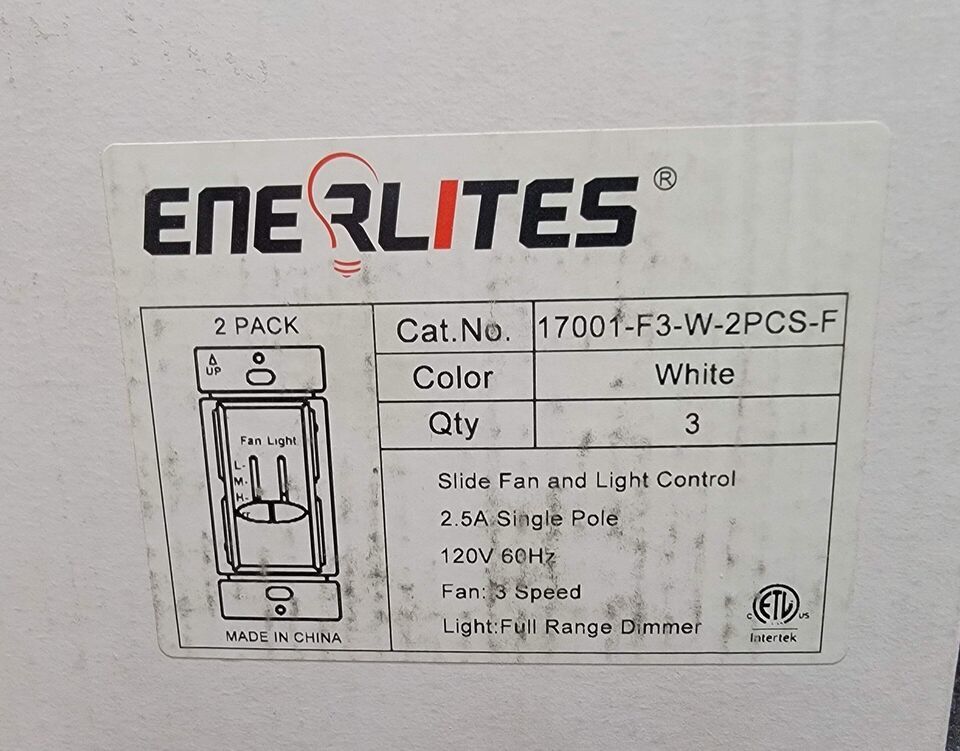 ENERLITES ®
2 PACK
△
UP
Fan Light
L-
M-
H-
MADE IN CHINA
Cat.No. 17001-F3-W-2PCS-F
Color White
Qty 3
Slide Fan and Light Control
2.5A Single Pole
120V 60Hz
Fan: 3 Speed
Light:Full Range Dimmer
C ETL US
Intertek